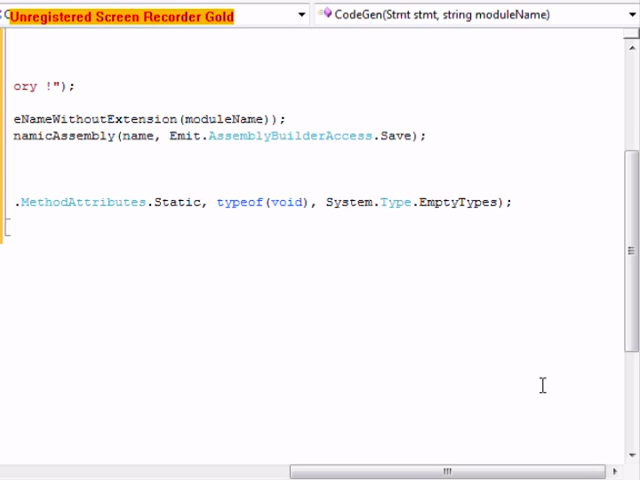 Unregistered Screen Recorder Gold
CodeGen(Stmt stmt, string moduleName)
ory !");
eNameWithoutExtension(moduleName));
namicAssembly(name, Emit.AssemblyBuilderAccess.Save);
.MethodAttributes.Static, typeof(void), System.Type.EmptyTypes);